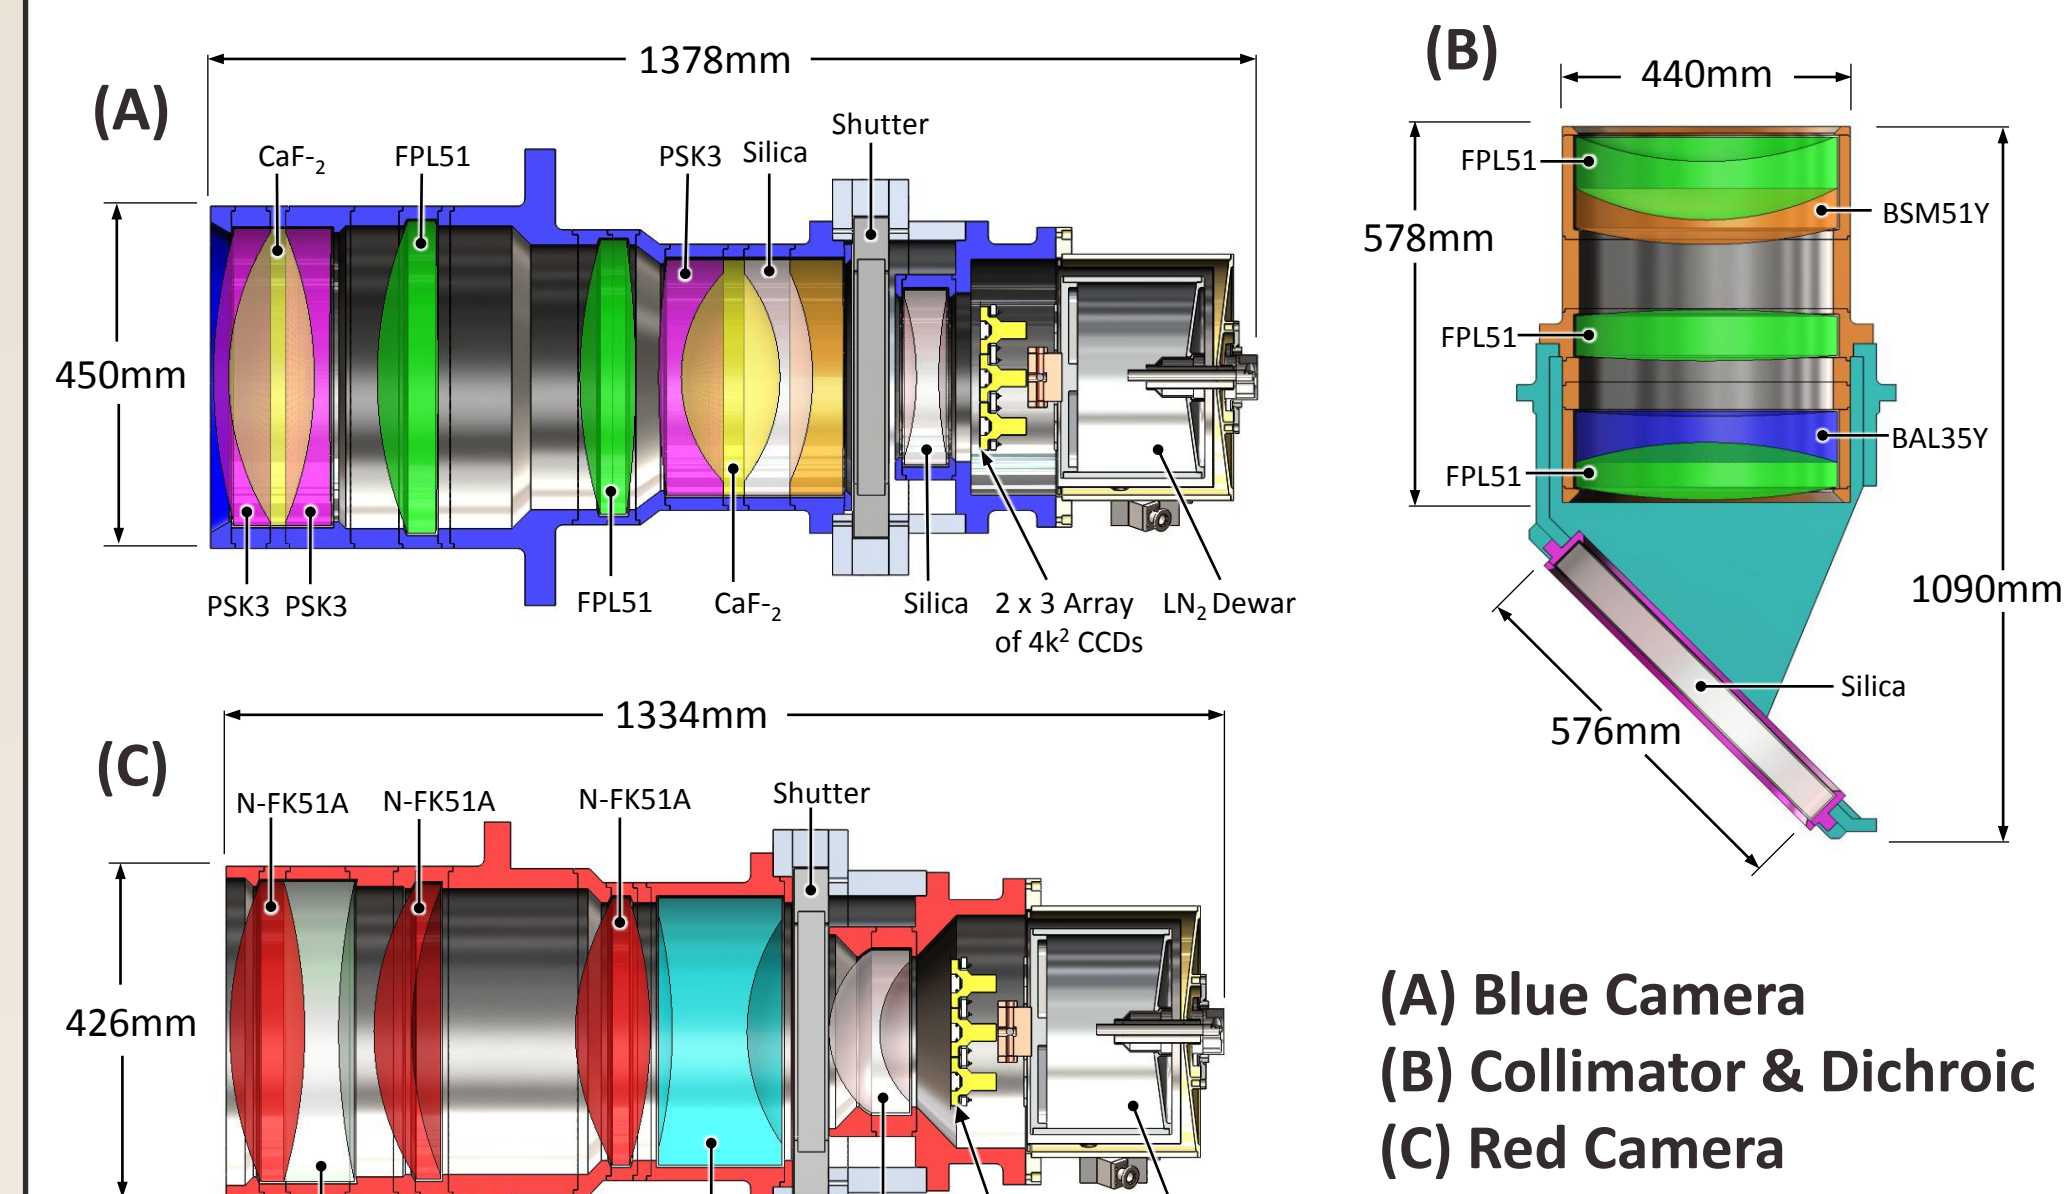 1378mm
(A)
Shutter
CaF-₂
FPL51
PSK3
Silica
450mm
PSK3
PSK3
FPL51
CaF-₂
Silica
2 x 3 Array
of 4k² CCDs
LN₂ Dewar
(B)
440mm
FPL51
BSM51Y
578mm
FPL51
BAL35Y
FPL51
1090mm
Silica
576mm
1334mm
(C)
N-FK51A
N-FK51A
N-FK51A
Shutter
426mm
(A) Blue Camera
(B) Collimator & Dichroic
(C) Red Camera